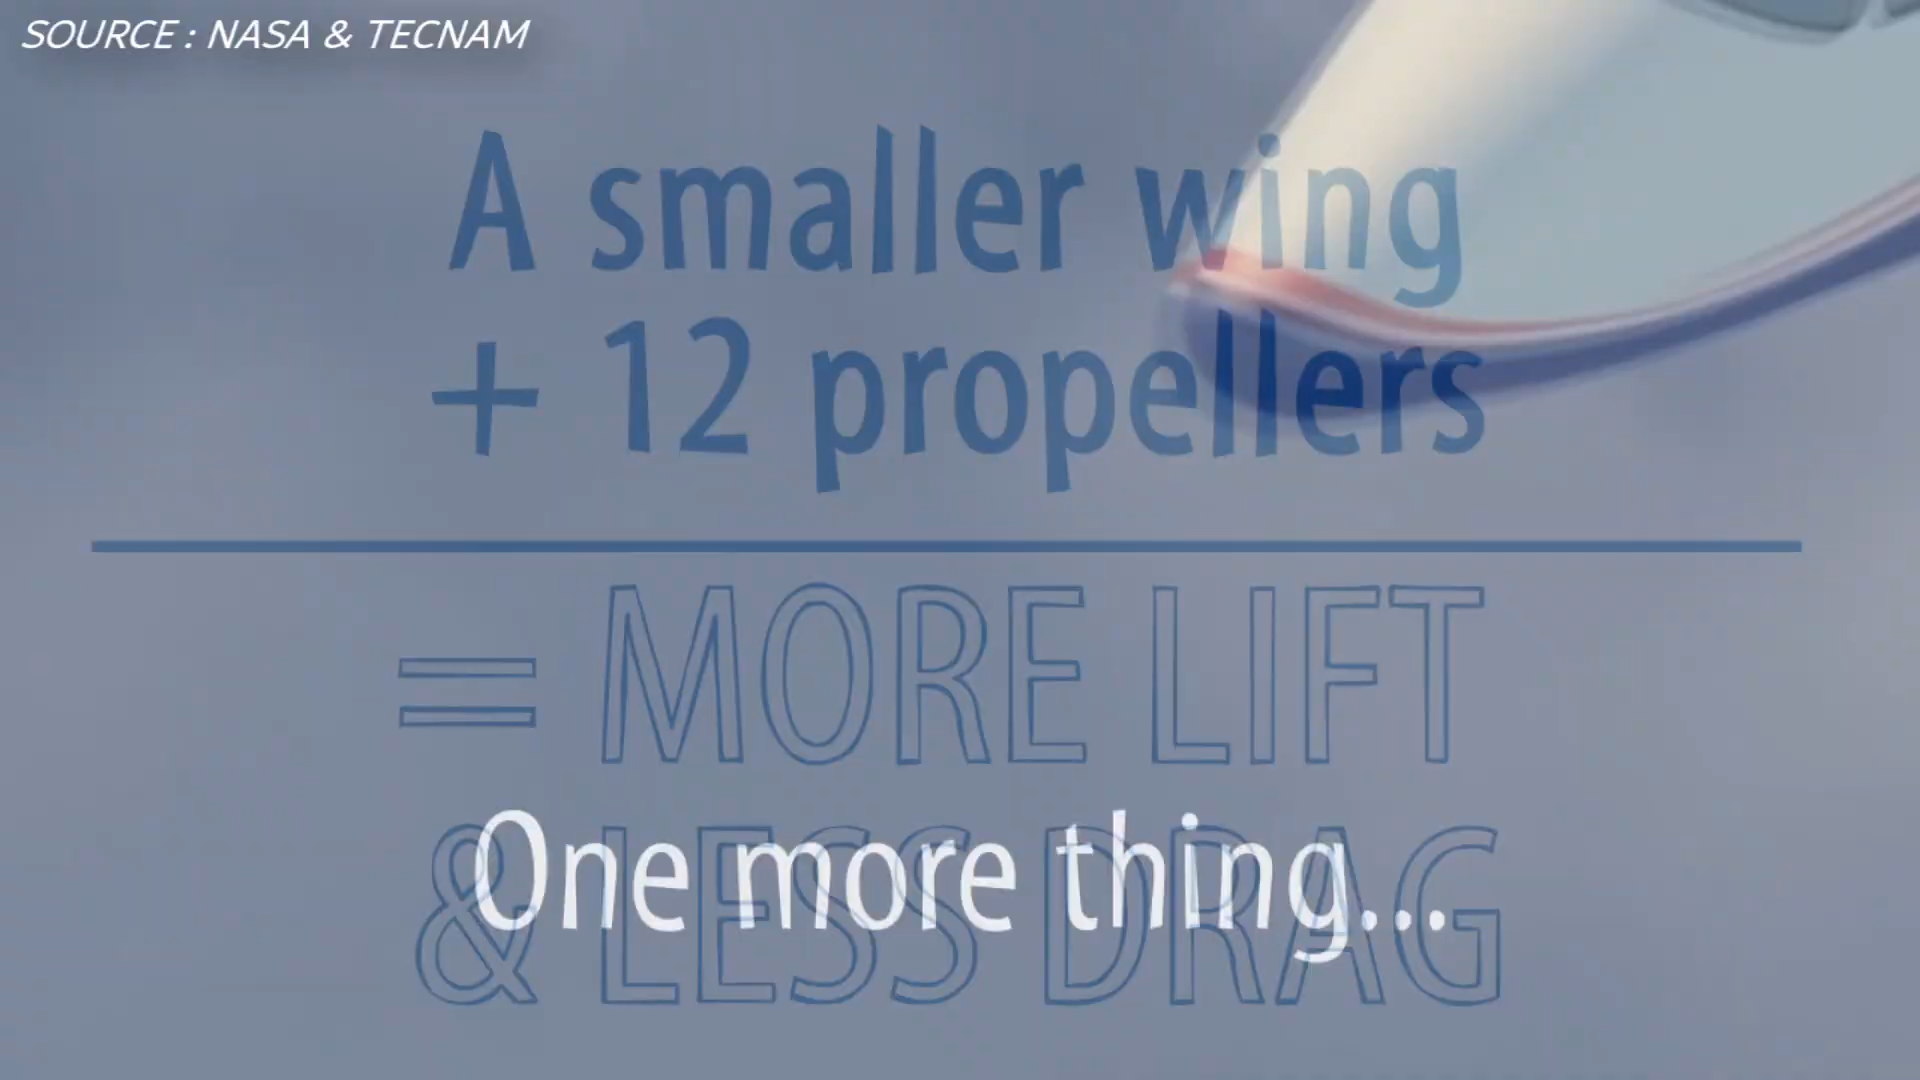 SOURCE : NASA & TECNAM
A smaller wing
+ 12 propellers
= MORE LIFT
& LESS DRAG
One more thing...